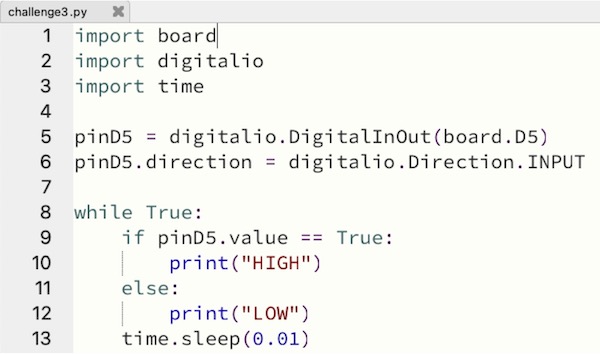 challenge3.py
1 import board
2 import digitalio
3 import time
4
5 pinD5 = digitalio.DigitalInOut(board.D5)
6 pinD5.direction = digitalio.Direction.INPUT
7
8 while True:
9     if pinD5.value == True:
10         print("HIGH")
11     else:
12         print("LOW")
13     time.sleep(0.01)